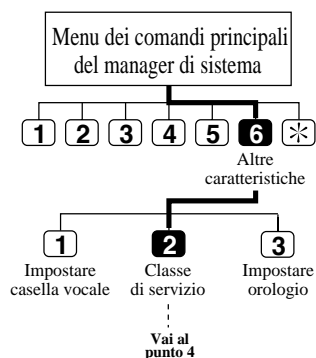 Menu dei comandi principali
del manager di sistema
1 2 3 4 5 6 ✳
Altre
caratteristiche
1 2 3
Impostare
casella vocale
Classe
di servizio
Impostare
orologio
Vai al
punto 4